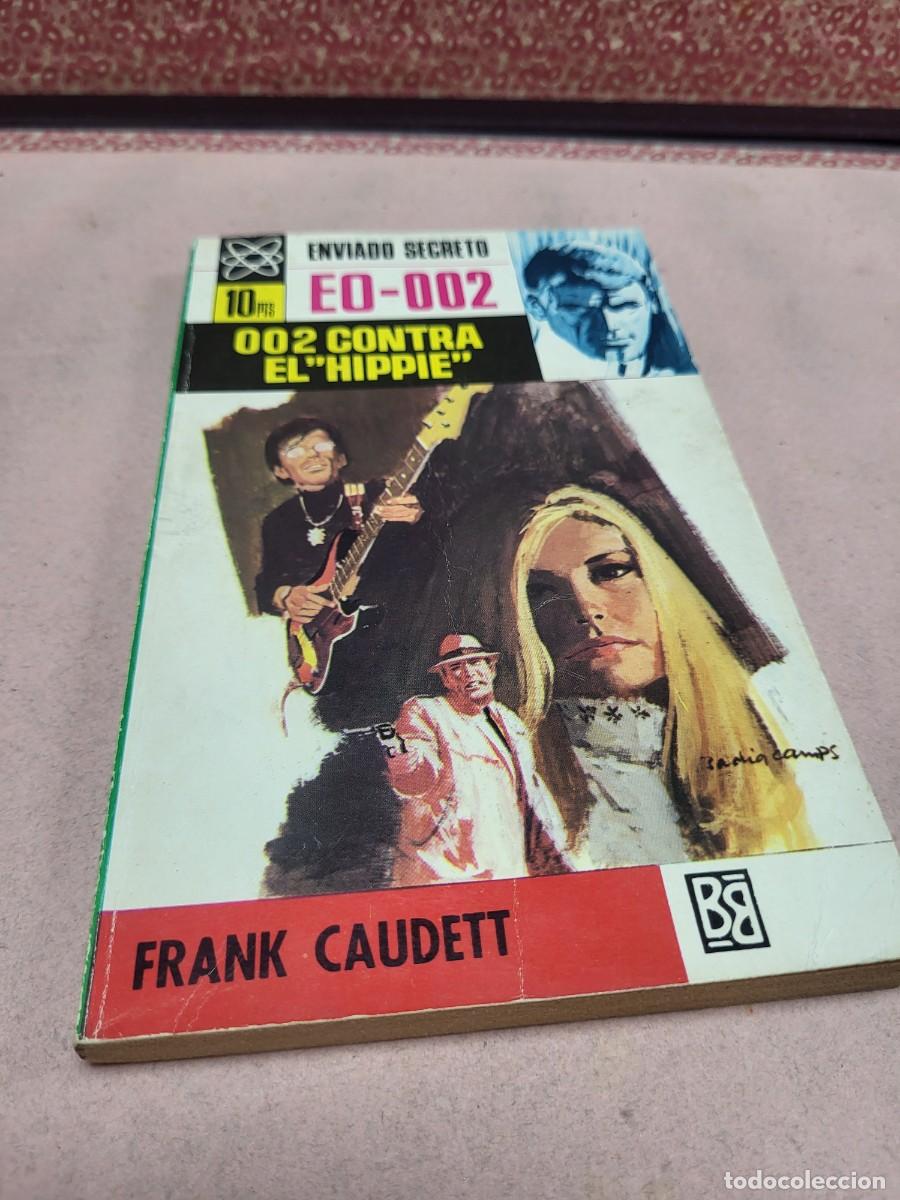 ENVIADO SECRETO
EO-002
10 PTS
002 CONTRA
EL "HIPPIE"
badia camps
FRANK CAUDETT
BB
todocoleccion